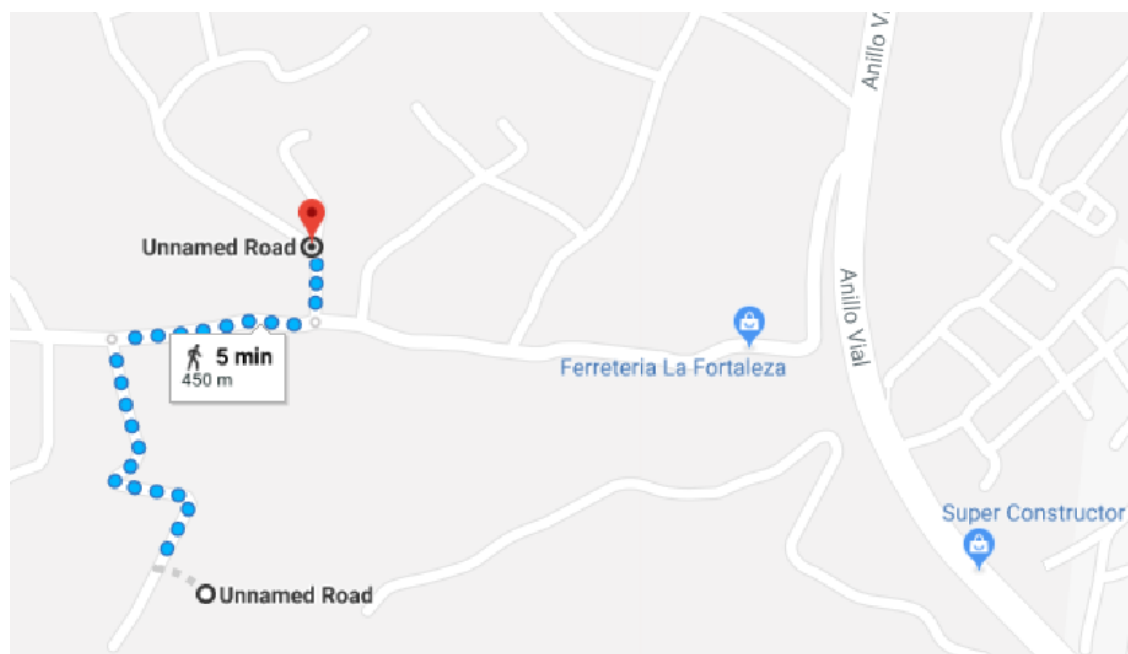 Anillo V
Unnamed Road
Anillo Vial
Ferreteria La Fortaleza
5 min
450 m
Super Constructor
Unnamed Road